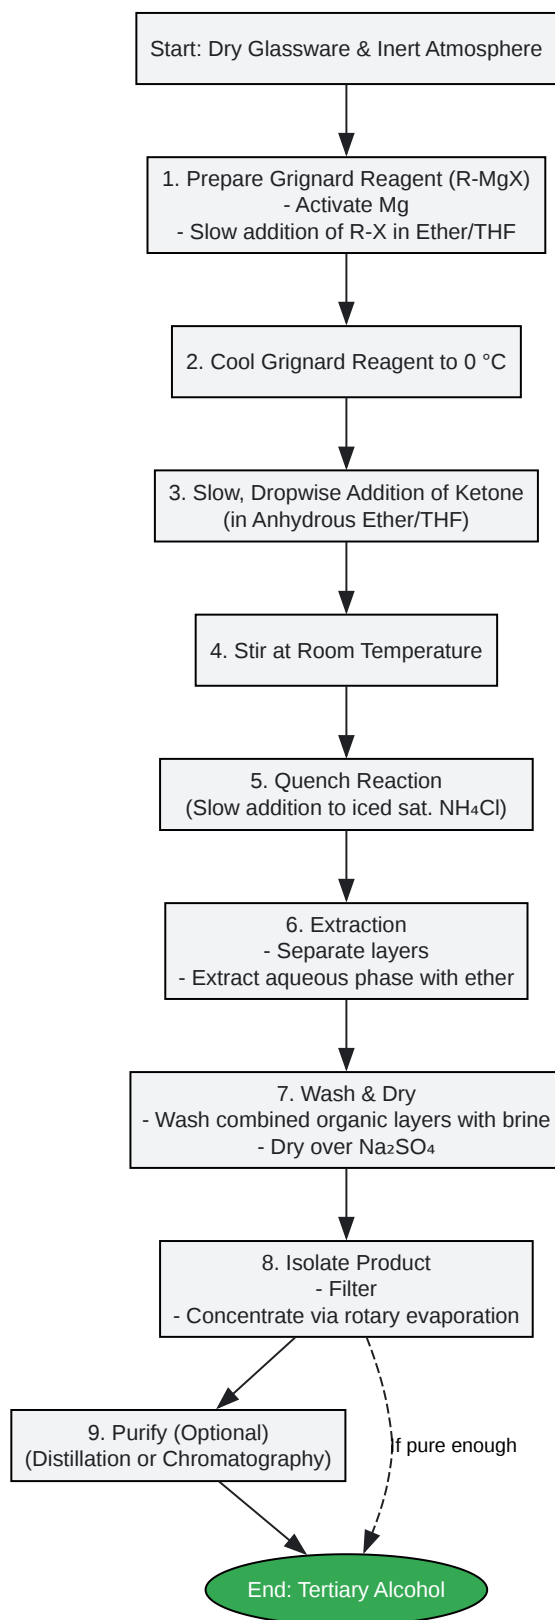 Start: Dry Glassware & Inert Atmosphere
1. Prepare Grignard Reagent (R-MgX)
- Activate Mg
- Slow addition of R-X in Ether/THF
2. Cool Grignard Reagent to 0 °C
3. Slow, Dropwise Addition of Ketone
(in Anhydrous Ether/THF)
4. Stir at Room Temperature
5. Quench Reaction
(Slow addition to iced sat. NH₄Cl)
6. Extraction
- Separate layers
- Extract aqueous phase with ether
7. Wash & Dry
- Wash combined organic layers with brine
- Dry over Na₂SO₄
8. Isolate Product
- Filter
- Concentrate via rotary evaporation
9. Purify (Optional)
(Distillation or Chromatography)
If pure enough
End: Tertiary Alcohol